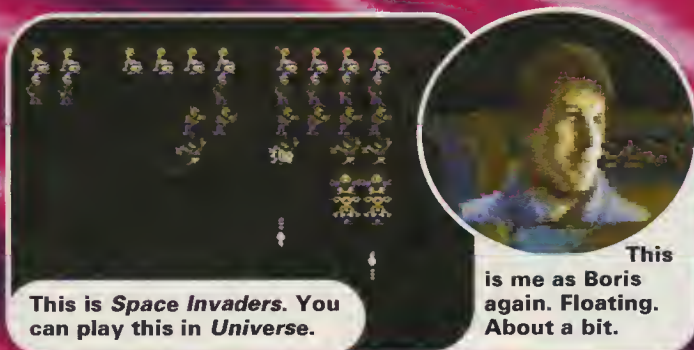 This is Space Invaders. You
can play this in Universe.
This
is me as Boris
again. Floating.
About a bit.